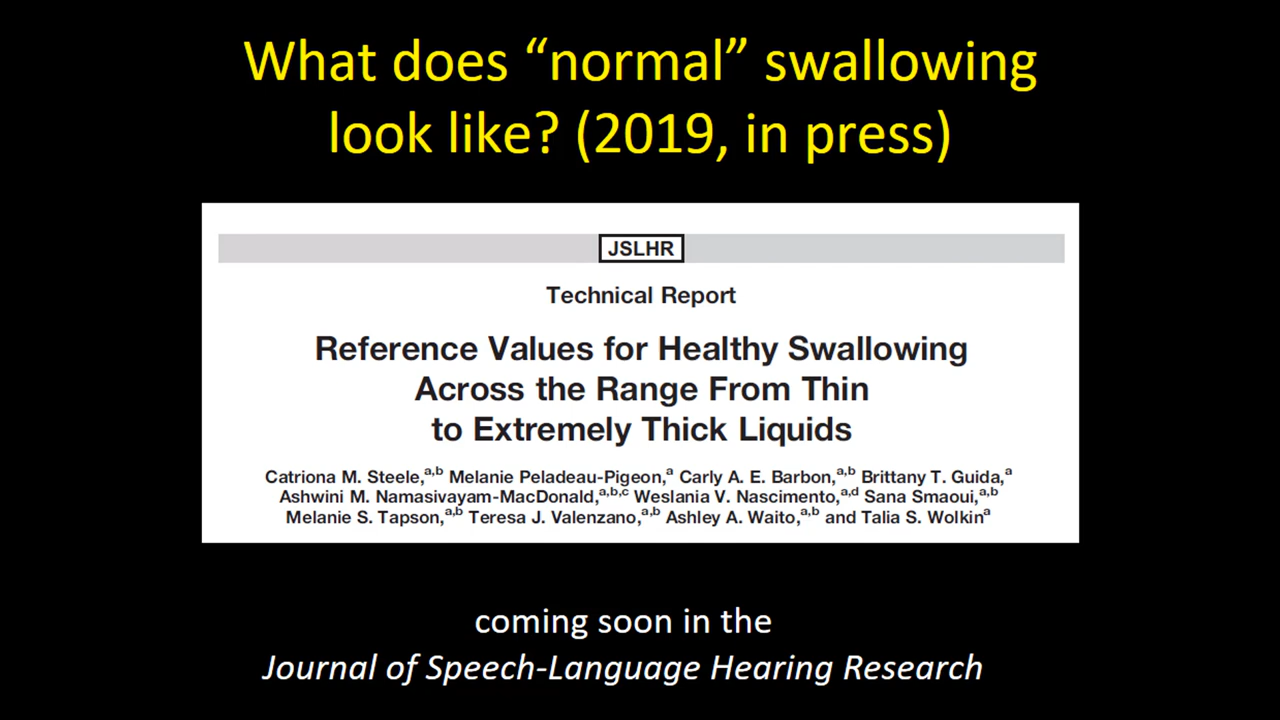 What does “normal” swallowing
look like? (2019, in press)
JSLHR
Technical Report
Reference Values for Healthy Swallowing
Across the Range From Thin
to Extremely Thick Liquids
Catriona M. Steele,a,b Melanie Peladeau-Pigeon,a Carly A. E. Barbon,a,b Brittany T. Guida,a
Ashwini M. Namasivayam-MacDonald,a,b,c Weslania V. Nascimento,a,d Sana Smaoui,a,b
Melanie S. Tapson,a,b Teresa J. Valenzano,a,b Ashley A. Waito,a,b and Talia S. Wolkina
coming soon in the
Journal of Speech-Language Hearing Research